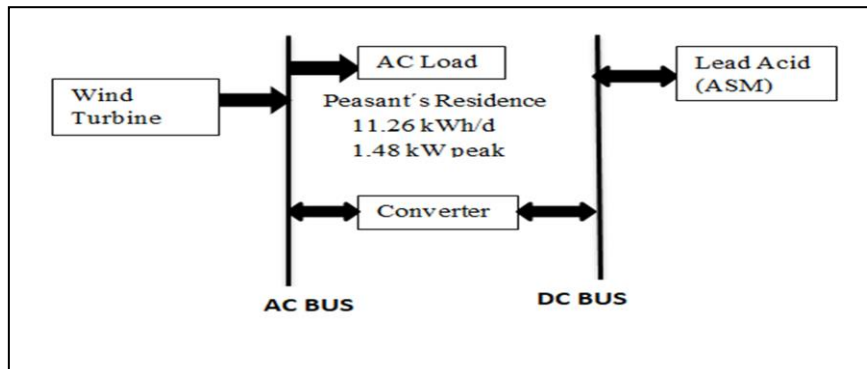 Wind
Turbine
AC Load
Peasant´s Residence
11.26 kWh/d
1.48 kW peak
Converter
Lead Acid
(ASM)
AC BUS
DC BUS